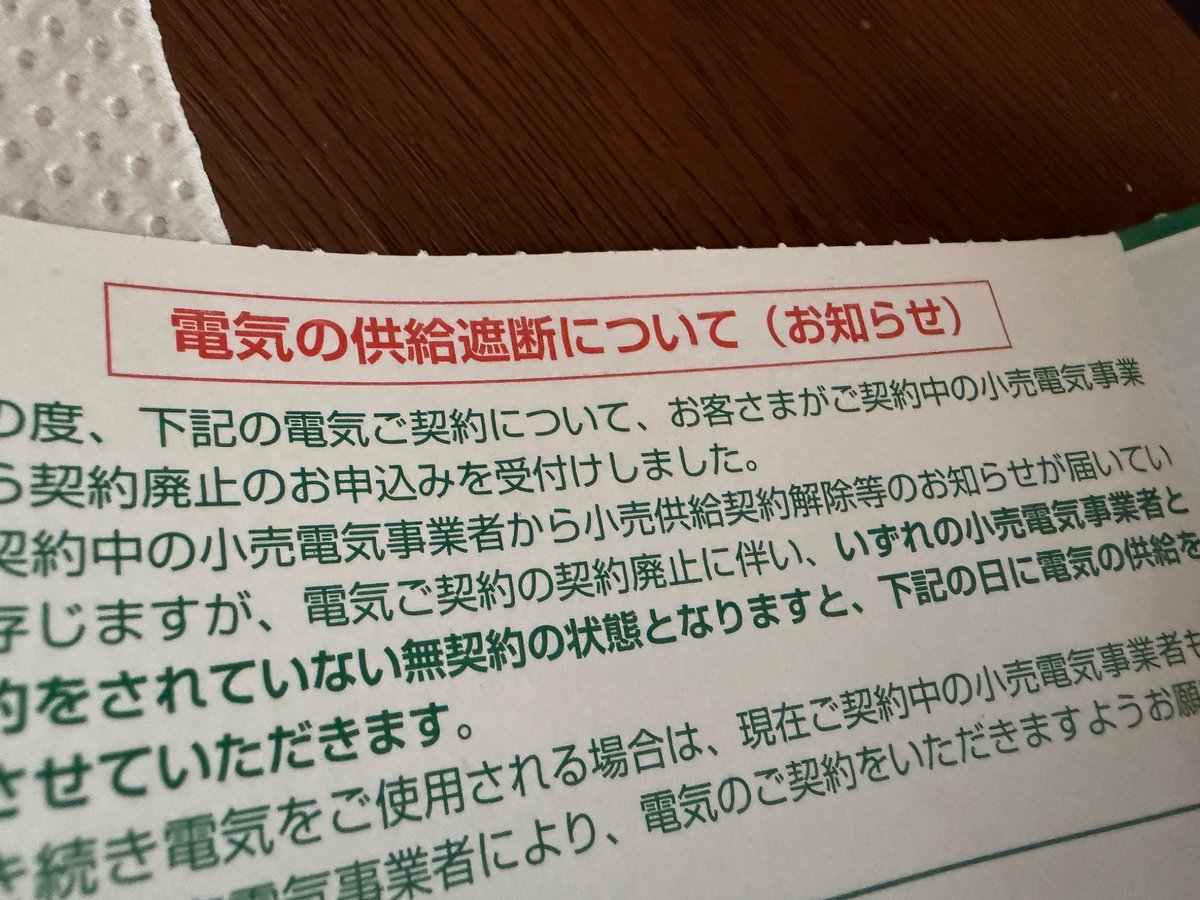 電気の供給遮断について（お知らせ）
の度、下記の電気ご契約について、お客さまがご契約中の小売電気事業
ら契約廃止のお申込みを受付けしました。
契約中の小売電気事業者から小売供給契約解除等のお知らせが届いてい
存じますが、電気ご契約の契約廃止に伴い、いずれの小売電気事業者と
約をされていない無契約の状態となりますと、下記の日に電気の供給を
させていただきます。
き続き電気をご使用される場合は、現在ご契約中の小売電気事業者も
電気事業者により、電気のご契約をいただきますようお願